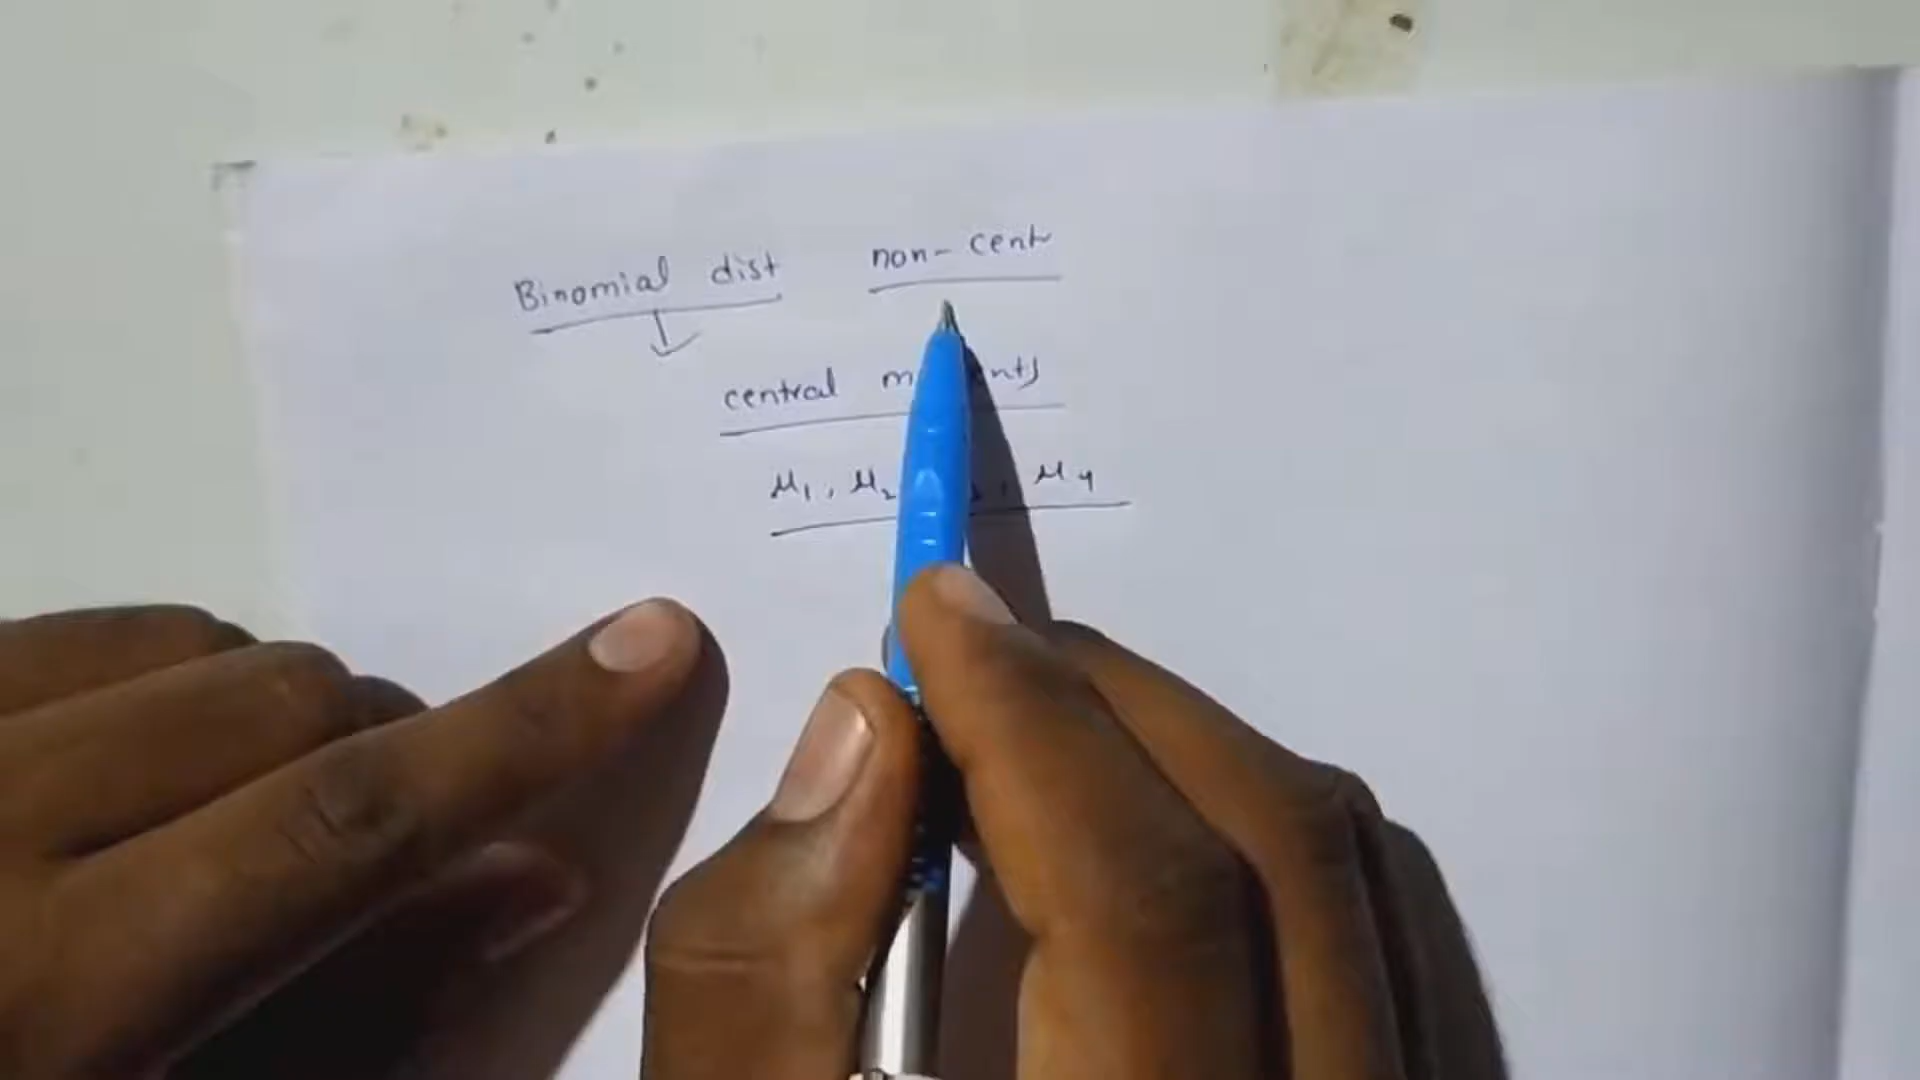 Binomial dist non-cent
central
μ1, μ2 , μ4